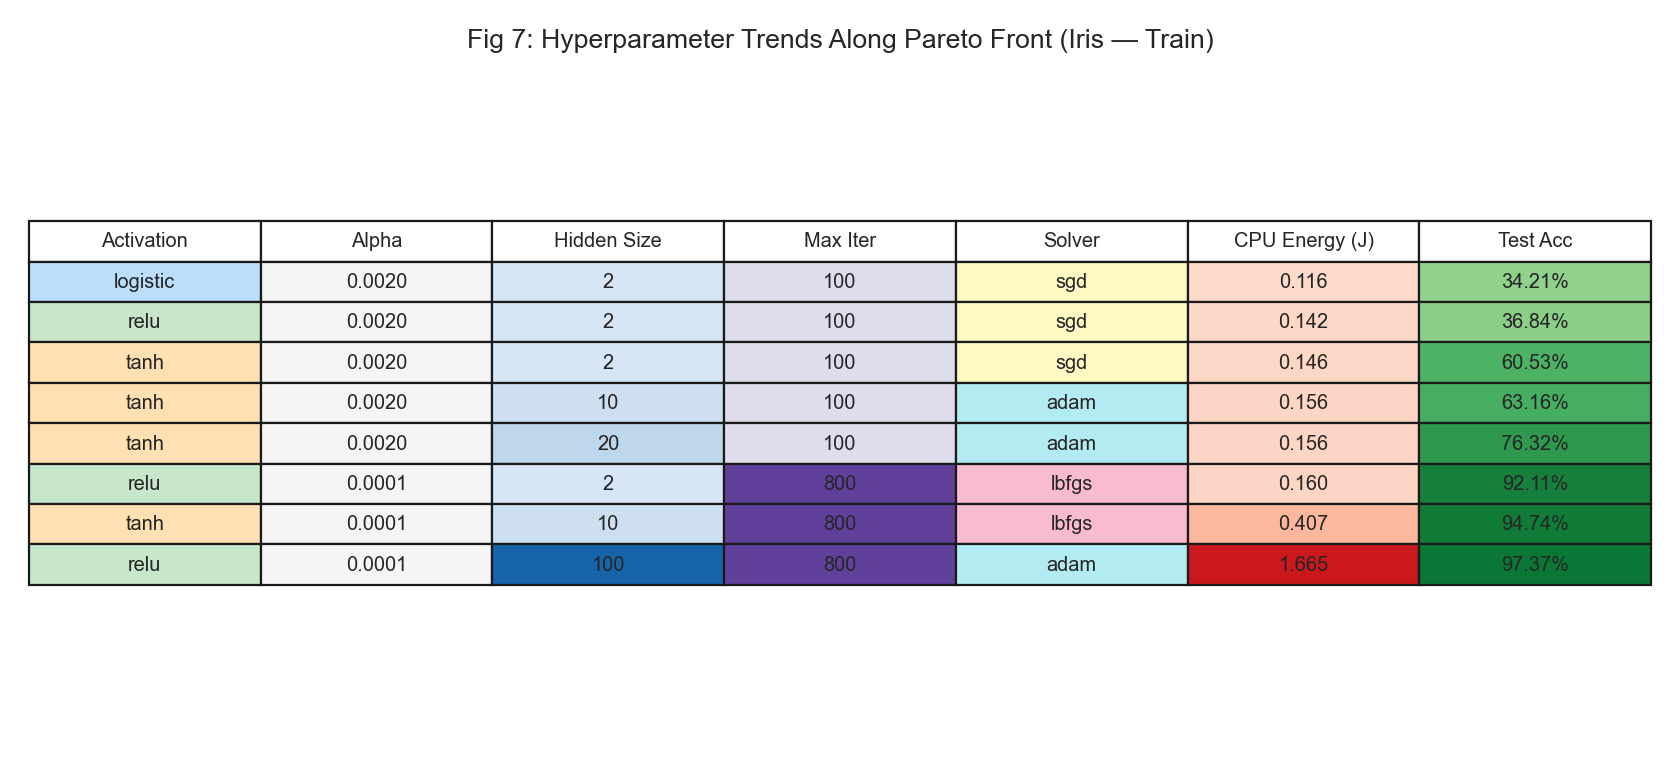 Fig 7: Hyperparameter Trends Along Pareto Front (Iris — Train)
Activation Alpha Hidden Size Max Iter Solver CPU Energy (J) Test Acc
logistic 0.0020 2 100 sgd 0.116 34.21%
relu 0.0020 2 100 sgd 0.142 36.84%
tanh 0.0020 2 100 sgd 0.146 60.53%
tanh 0.0020 10 100 adam 0.156 63.16%
tanh 0.0020 20 100 adam 0.156 76.32%
relu 0.0001 2 800 lbfgs 0.160 92.11%
tanh 0.0001 10 800 lbfgs 0.407 94.74%
relu 0.0001 100 800 adam 1.665 97.37%